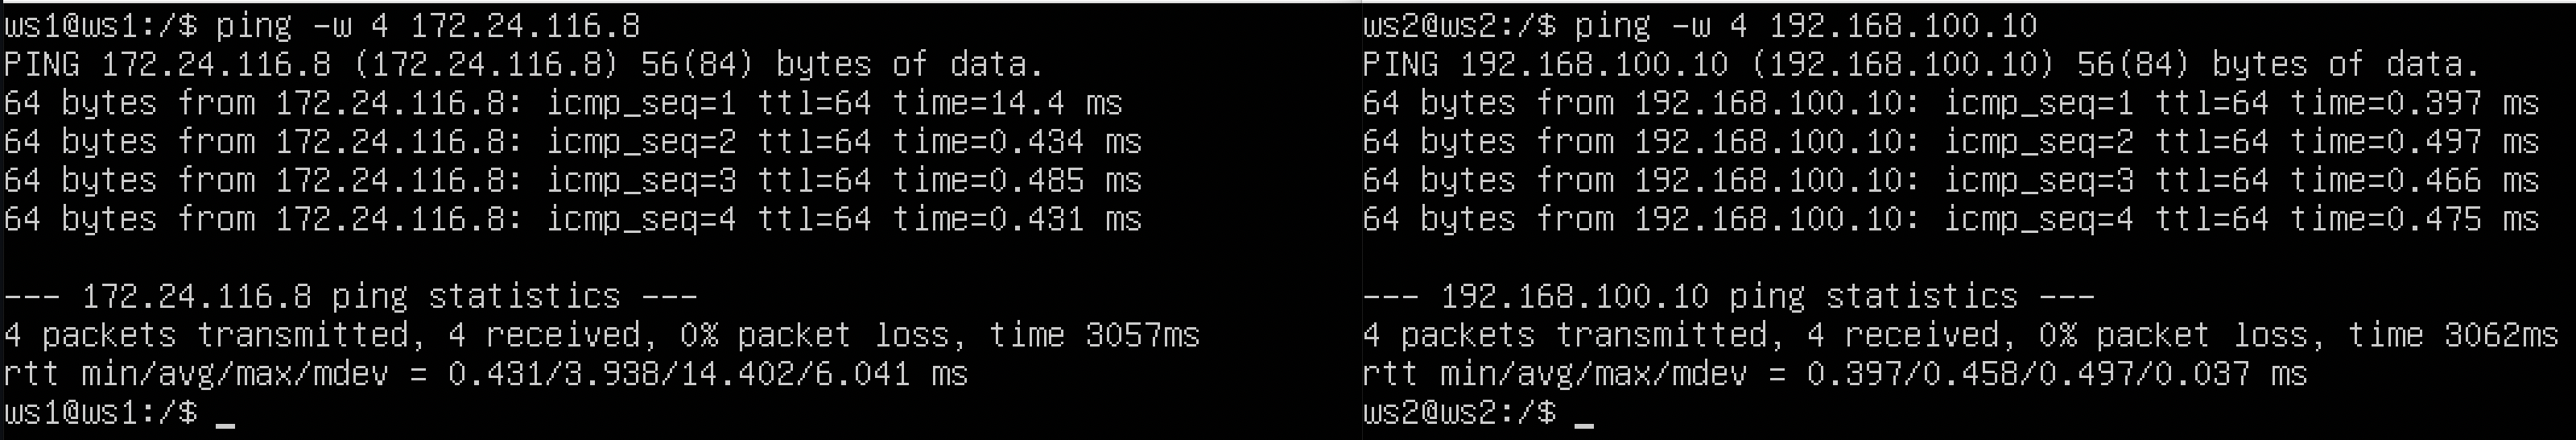 ws1@ws1:/$ ping -w 4 172.24.116.8
PING 172.24.116.8 (172.24.116.8) 56(84) bytes of data.
64 bytes from 172.24.116.8: icmp_seq=1 ttl=64 time=14.4 ms
64 bytes from 172.24.116.8: icmp_seq=2 ttl=64 time=0.434 ms
64 bytes from 172.24.116.8: icmp_seq=3 ttl=64 time=0.485 ms
64 bytes from 172.24.116.8: icmp_seq=4 ttl=64 time=0.431 ms
--- 172.24.116.8 ping statistics ---
4 packets transmitted, 4 received, 0% packet loss, time 3057ms
rtt min/avg/max/mdev = 0.431/3.938/14.402/6.041 ms
ws1@ws1:/$ _
ws2@ws2:/$ ping -w 4 192.168.100.10
PING 192.168.100.10 (192.168.100.10) 56(84) bytes of data.
64 bytes from 192.168.100.10: icmp_seq=1 ttl=64 time=0.397 ms
64 bytes from 192.168.100.10: icmp_seq=2 ttl=64 time=0.497 ms
64 bytes from 192.168.100.10: icmp_seq=3 ttl=64 time=0.466 ms
64 bytes from 192.168.100.10: icmp_seq=4 ttl=64 time=0.475 ms
--- 192.168.100.10 ping statistics ---
4 packets transmitted, 4 received, 0% packet loss, time 3062ms
rtt min/avg/max/mdev = 0.397/0.458/0.497/0.037 ms
ws2@ws2:/$ _